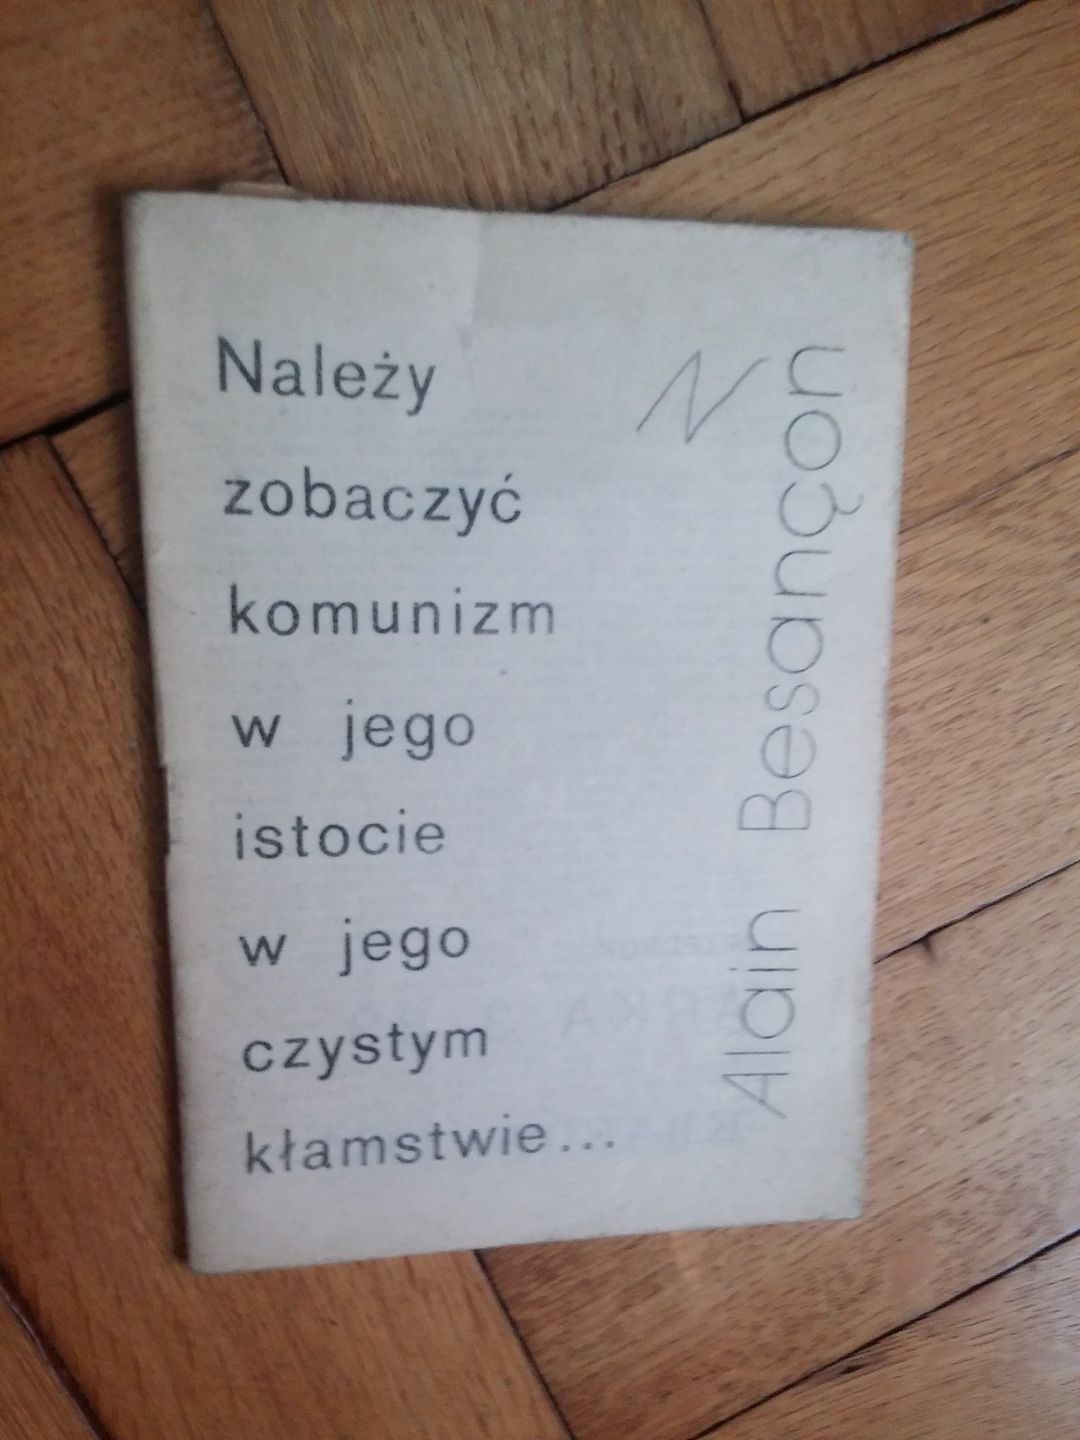 Należy
zobaczyć
komunizm
w jego
istocie
w jego
czystym
kłamstwie...
N
Alain Besançon